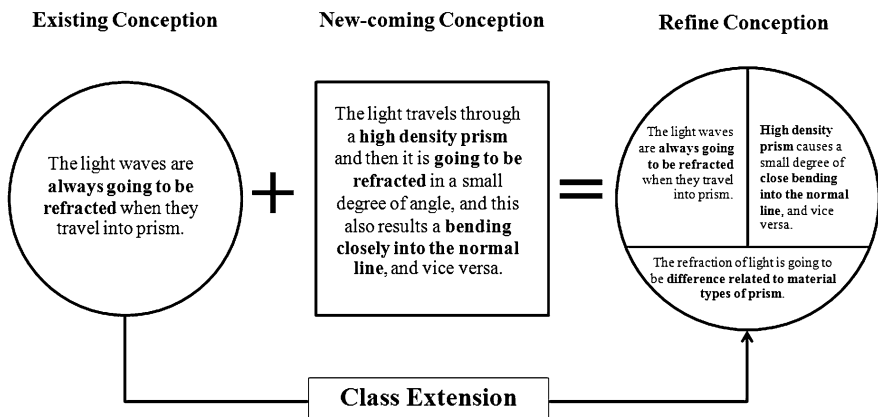 Existing Conception
New-coming Conception
Refine Conception
The light waves are
always going to be
refracted when they
travel into prism.
+
The light travels through
a high density prism
and then it is going to be
refracted in a small
degree of angle, and this
also results a bending
closely into the normal
line, and vice versa.
=
The light waves
are always going
to be refracted
when they travel
into prism.
High density
prism causes a
small degree of
close bending
into the normal
line, and vice
versa.
The refraction of light is going to
be difference related to material
types of prism.
Class Extension